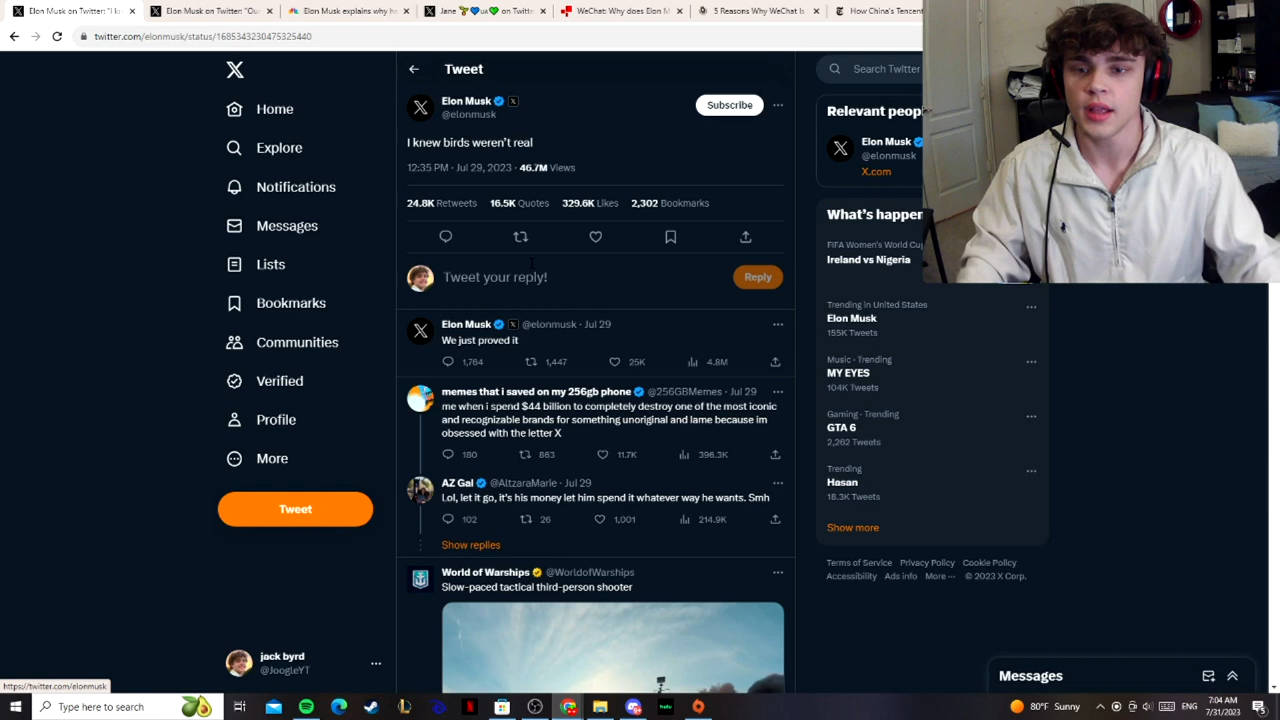 Elon Musk on Twitter: "I k
Elon Musk on Twitter: "Our
Elon Musk explains why he
Jane 💙ua💚 on Twitt
WeChat: Why does Elon M
5 Reasons Why WeChat Is
How China's Tencent
twitter.com/elonmusk/status/1685343230475325440
Home
Explore
Notifications
Messages
Lists
Bookmarks
Communities
Verified
Profile
More
Tweet
jack byrd
@JoogleYT
https://twitter.com/elonmusk
Tweet
Elon Musk
@elonmusk
Subscribe
I knew birds weren't real
12:35 PM · Jul 29, 2023 · 46.7M Views
24.8K Retweets 16.5K Quotes 329.6K Likes 2,302 Bookmarks
Tweet your reply!
Reply
Elon Musk @elonmusk · Jul 29
We just proved it
1,764 1,447 25K 4.8M
memes that i saved on my 256gb phone @256GBMemes · Jul 29
me when i spend $44 billion to completely destroy one of the most iconic
and recognizable brands for something unoriginal and lame because im
obsessed with the letter X
180 863 11.7K 396.3K
AZ Gal @AltzaraMarie · Jul 29
Lol, let it go, it's his money let him spend it whatever way he wants. Smh
102 26 1,001 214.9K
Show replies
World of Warships @WorldofWarships
Slow-paced tactical third-person shooter
Search Twitter
Relevant peopl
Elon Musk
@elonmusk
X.com
What's happen
FIFA Women's World Cup
Ireland vs Nigeria
Trending in United States
Elon Musk
155K Tweets
Music · Trending
MY EYES
104K Tweets
Gaming · Trending
GTA 6
2,262 Tweets
Trending
Hasan
18.3K Tweets
Show more
Terms of Service Privacy Policy Cookie Policy
Accessibility Ads info More ··· © 2023 X Corp.
Messages
Type here to search
hulu
80°F Sunny
ENG
7:04 AM
7/31/2023